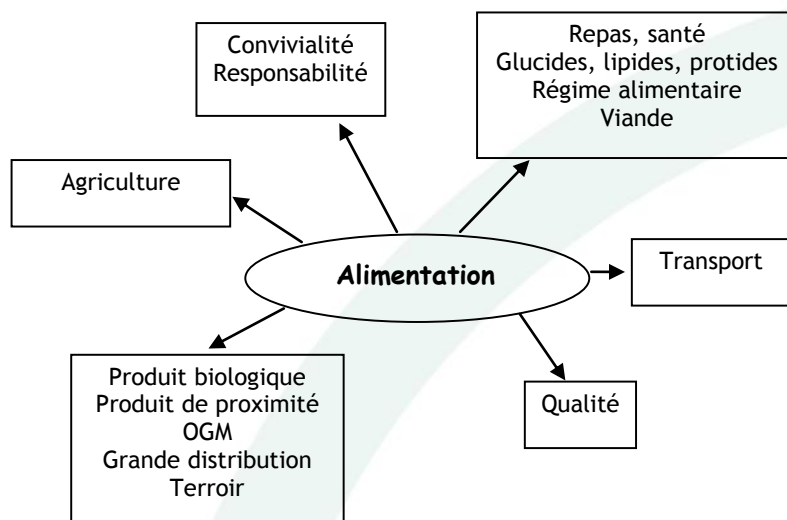 Convivialité
Responsabilité
Repas, santé
Glucides, lipides, protides
Régime alimentaire
Viande
Agriculture
Alimentation
Transport
Produit biologique
Produit de proximité
OGM
Grande distribution
Terroir
Qualité